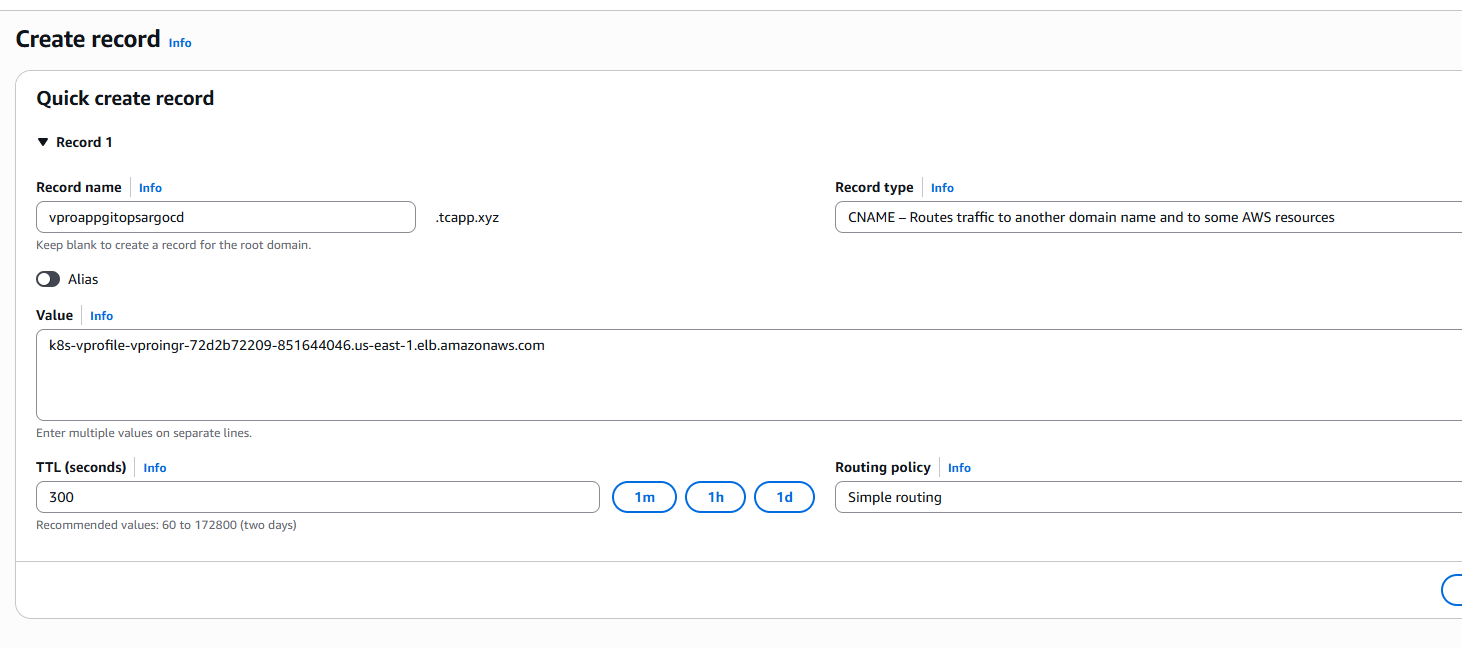 Create record Info
Quick create record
Record 1
Record name Info
vproappgitopsargocd .tcapp.xyz
Keep blank to create a record for the root domain.
Record type Info
CNAME – Routes traffic to another domain name and to some AWS resources
Alias
Value Info
k8s-vprofile-vproingr-72d2b72209-851644046.us-east-1.elb.amazonaws.com
Enter multiple values on separate lines.
TTL (seconds) Info
300 1m 1h 1d
Recommended values: 60 to 172800 (two days)
Routing policy Info
Simple routing